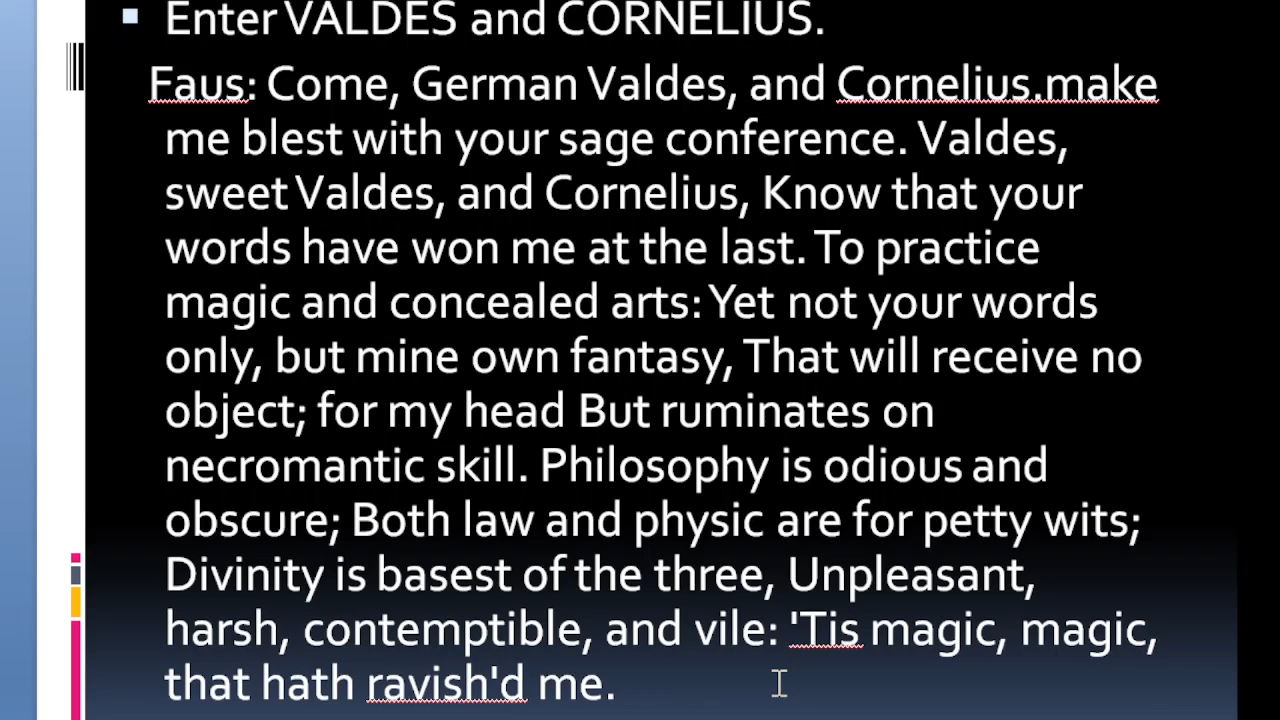 Enter VALDES and CORNELIUS.
Faus: Come, German Valdes, and Cornelius.make
me blest with your sage conference. Valdes,
sweet Valdes, and Cornelius, Know that your
words have won me at the last. To practice
magic and concealed arts: Yet not your words
only, but mine own fantasy, That will receive no
object; for my head But ruminates on
necromantic skill. Philosophy is odious and
obscure; Both law and physic are for petty wits;
Divinity is basest of the three, Unpleasant,
harsh, contemptible, and vile: 'Tis magic, magic,
that hath ravish'd me.